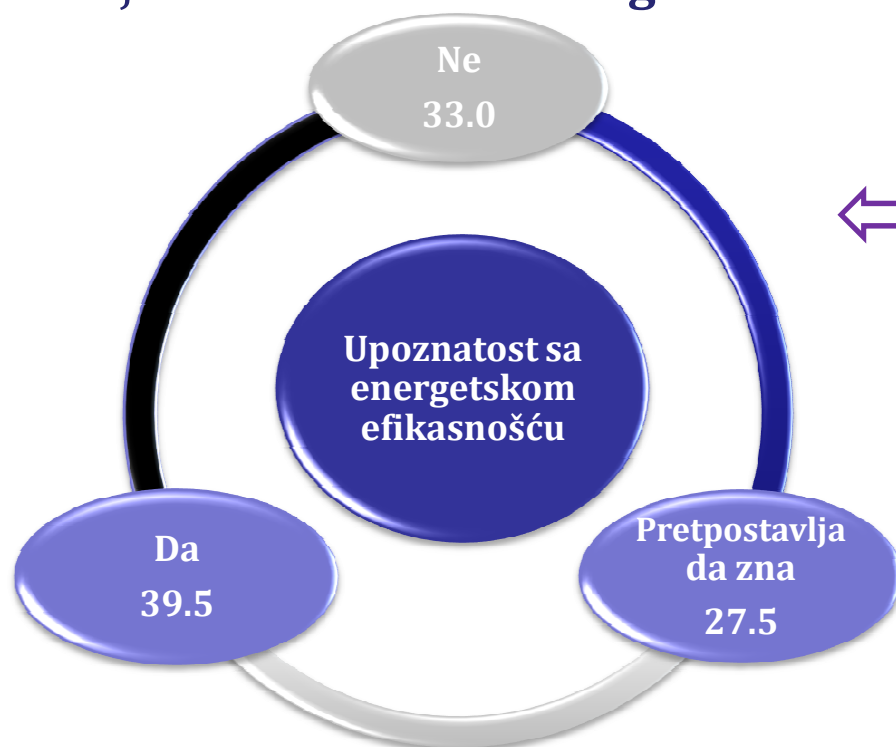 Ne
33.0
Upoznatost sa
energetskom
efikasnošću
Da
39.5
Pretpostavlja
da zna
27.5